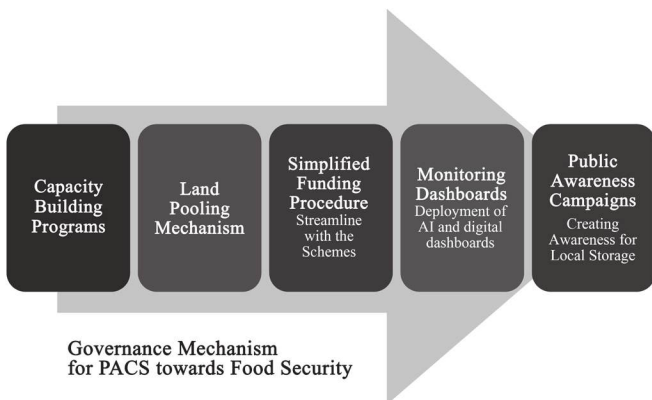 Capacity
Building
Programs
Land
Pooling
Mechanism
Simplified
Funding
Procedure
Streamline
with the
Schemes
Monitoring
Dashboards
Deployment of
AI and digital
dashboards
Public
Awareness
Campaigns
Creating
Awareness for
Local Storage
Governance Mechanism
for PACS towards Food Security